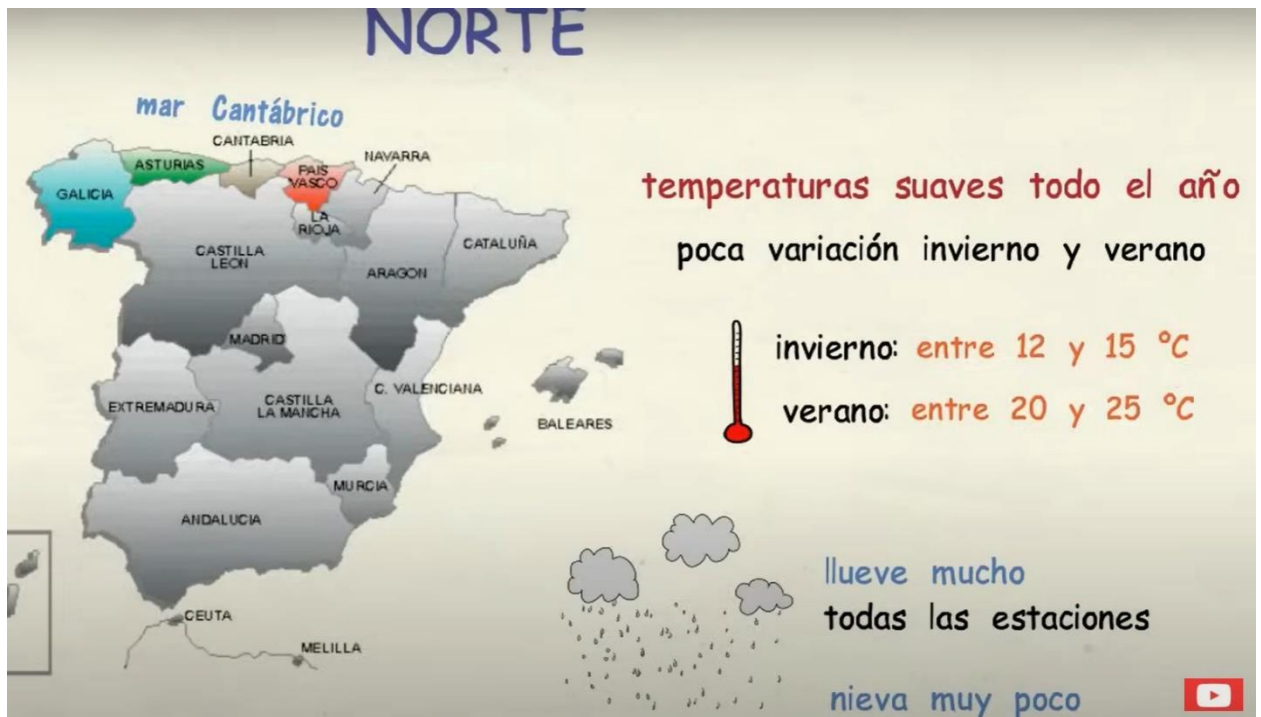 NORTE
mar Cantábrico
CANTABRIA
ASTURIAS
PAIS
VASCO
NAVARRA
GALICIA
LA
RIOJA
CASTILLA
LEON
ARAGON
CATALUÑA
MADRID
EXTREMADURA
CASTILLA
LA MANCHA
C. VALENCIANA
BALEARES
MURCIA
ANDALUCIA
CEUTA
MELILLA
temperaturas suaves todo el año
poca variación invierno y verano
invierno: entre 12 y 15 ºC
verano: entre 20 y 25 ºC
llueve mucho
todas las estaciones
nieva muy poco